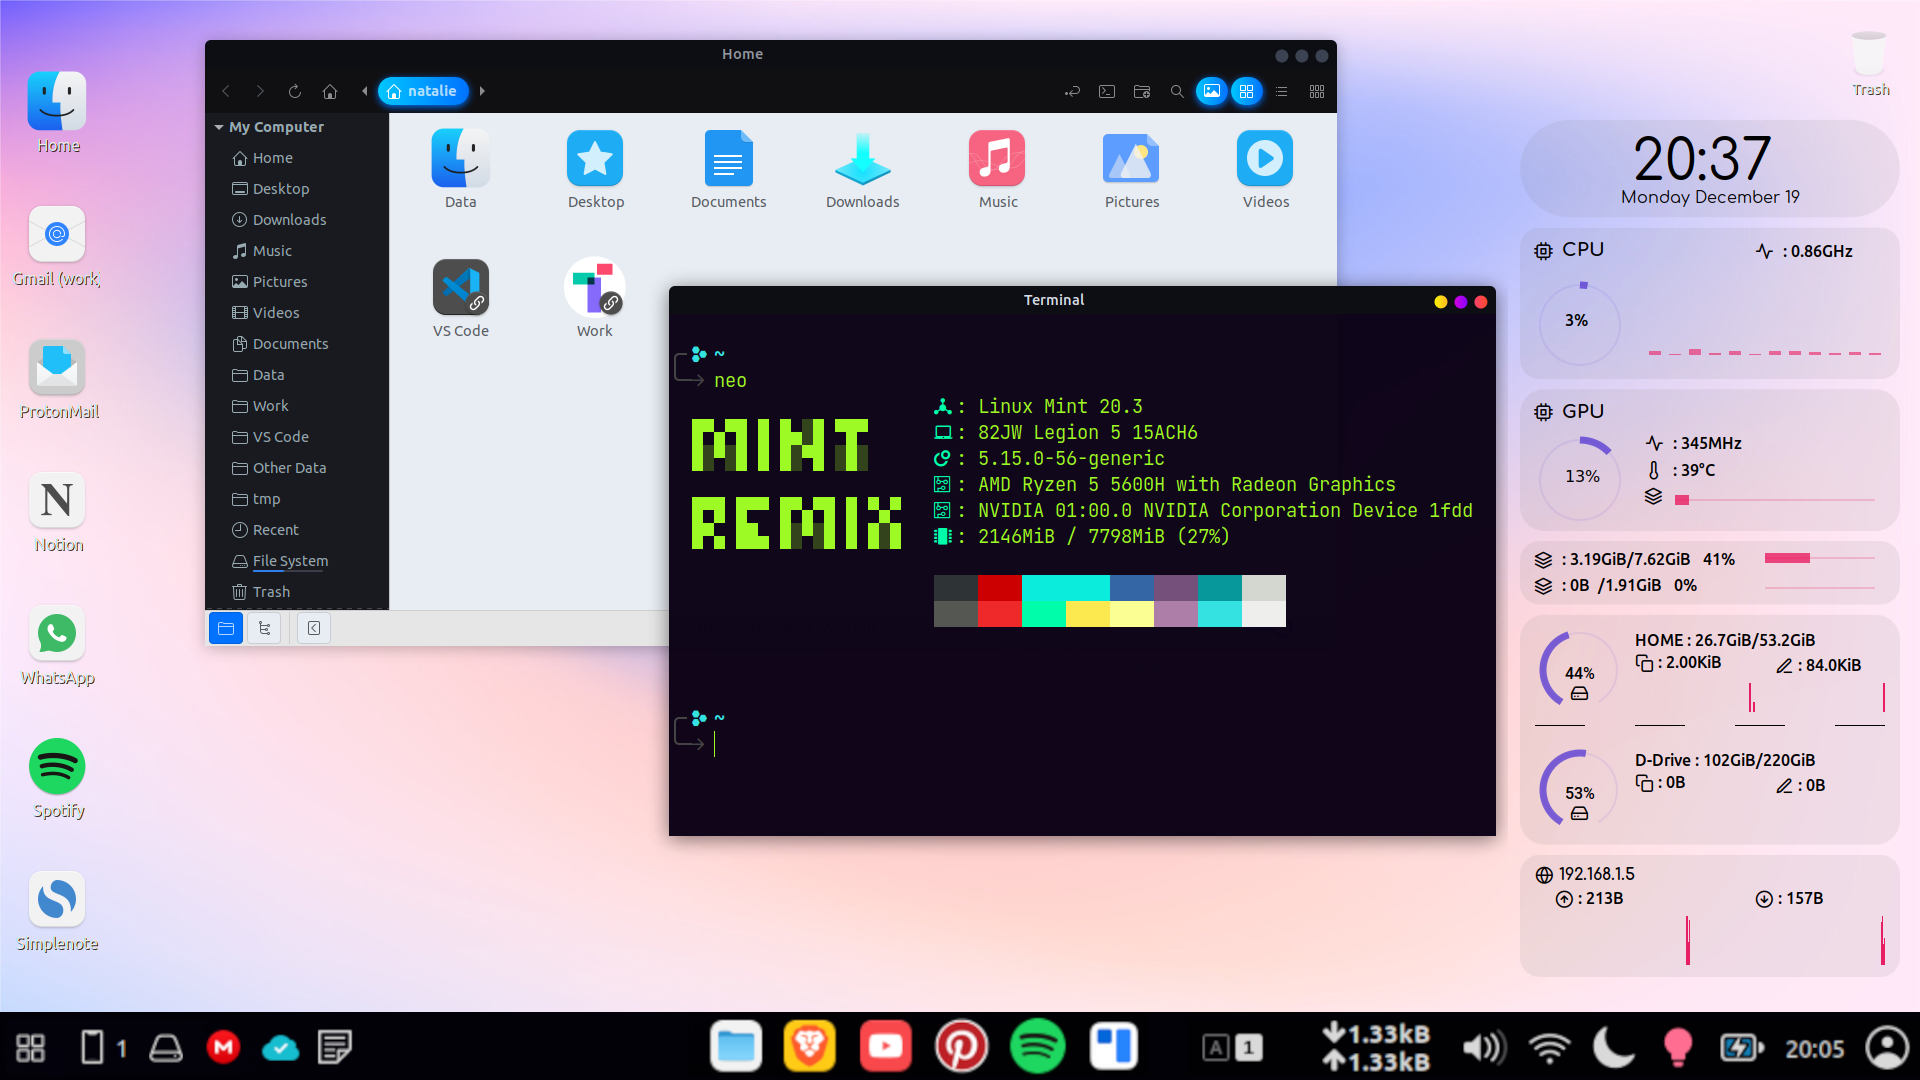 Home
Gmail (work)
ProtonMail
Notion
WhatsApp
Spotify
Simplenote
Home
natalie
My Computer
Home
Desktop
Downloads
Music
Pictures
Videos
Documents
Data
Work
VS Code
Other Data
tmp
Recent
File System
Trash
Data
Desktop
Documents
Downloads
Music
Pictures
Videos
VS Code
Work
Terminal
~
neo
MINT
REMIX
: Linux Mint 20.3
: 82JW Legion 5 15ACH6
: 5.15.0-56-generic
: AMD Ryzen 5 5600H with Radeon Graphics
: NVIDIA 01:00.0 NVIDIA Corporation Device 1fdd
: 2146MiB / 7798MiB (27%)
~
Trash
20:37
Monday December 19
CPU
: 0.86GHz
3%
GPU
: 345MHz
13%
: 39°C
: 3.19GiB/7.62GiB 41%
: 0B /1.91GiB 0%
HOME : 26.7GiB/53.2GiB
: 2.00KiB
: 84.0KiB
44%
D-Drive : 102GiB/220GiB
: 0B
: 0B
53%
192.168.1.5
: 213B
: 157B
1
M
A
1
1.33kB
1.33kB
20:05